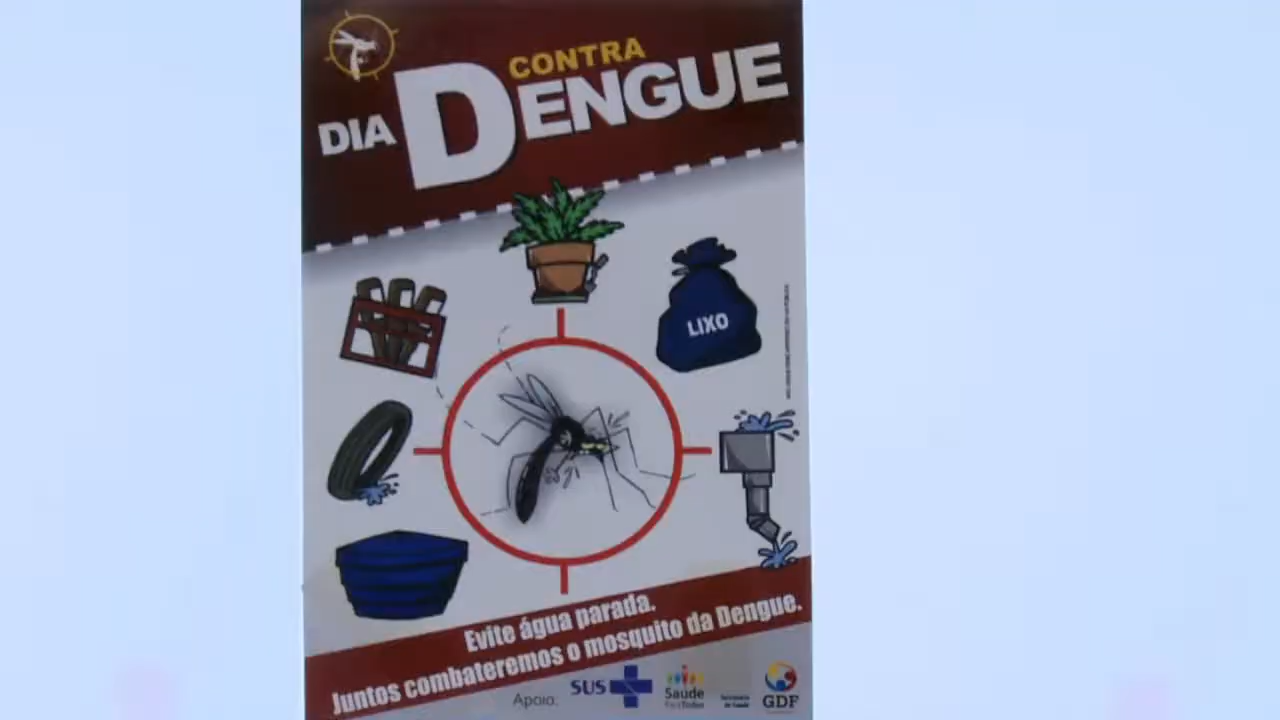 CONTRA
DIA DENGUE
LIXO
Evite água parada.
Juntos combateremos o mosquito da Dengue.
Apoio:
SUS
Saúde
GDF